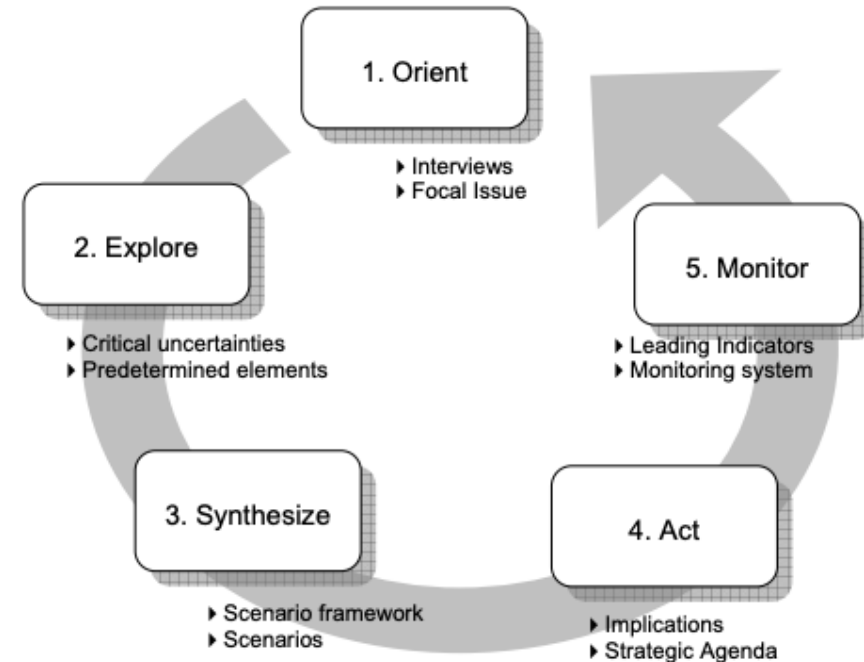 1. Orient
▸ Interviews
▸ Focal Issue
2. Explore
▸ Critical uncertainties
▸ Predetermined elements
3. Synthesize
▸ Scenario framework
▸ Scenarios
4. Act
▸ Implications
▸ Strategic Agenda
5. Monitor
▸ Leading Indicators
▸ Monitoring system